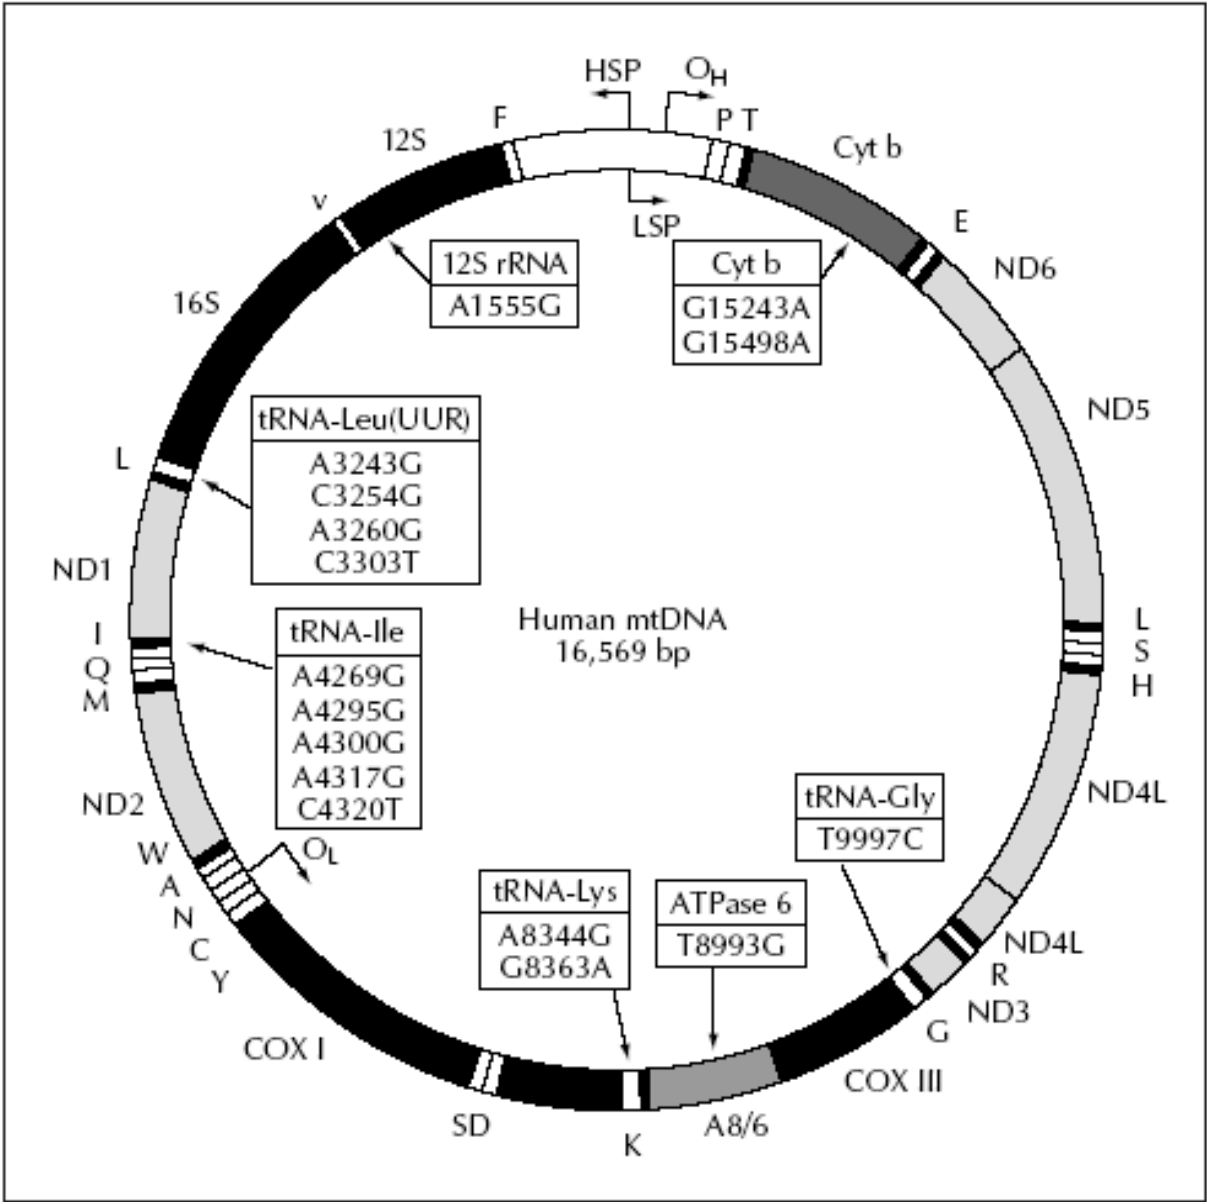 HSP
OH
F
P T
12S
Cyt b
v
E
LSP
ND6
12S rRNA
A1555G
Cyt b
G15243A
G15498A
16S
ND5
tRNA-Leu(UUR)
A3243G
C3254G
A3260G
C3303T
L
ND1
Human mtDNA
16,569 bp
I
Q
M
tRNA-Ile
A4269G
A4295G
A4300G
A4317G
C4320T
L
S
H
ND2
ND4L
tRNA-Gly
T9997C
W
A
N
C
Y
OL
tRNA-Lys
A8344G
G8363A
ATPase 6
T8993G
ND4L
R
ND3
G
COX I
COX III
SD
K
A8/6